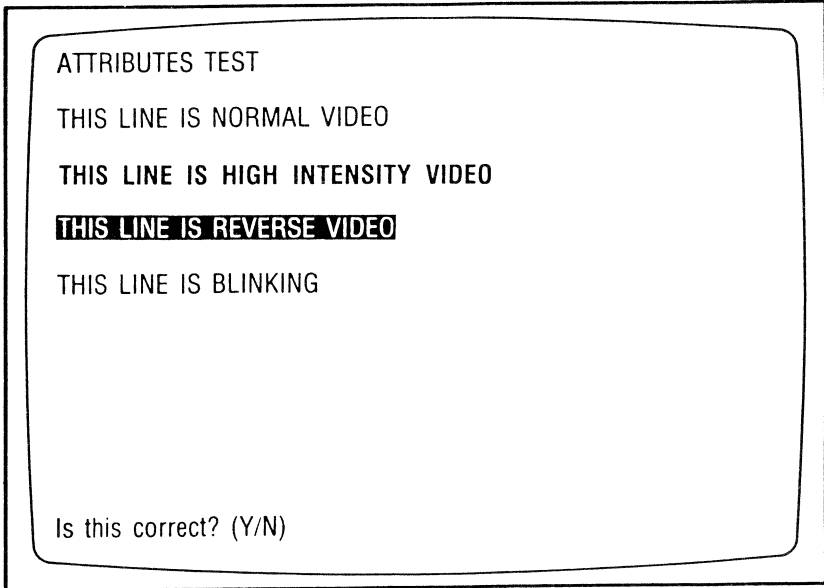 ATTRIBUTES TEST
THIS LINE IS NORMAL VIDEO
THIS LINE IS HIGH INTENSITY VIDEO
THIS LINE IS REVERSE VIDEO
THIS LINE IS BLINKING
Is this correct? (Y/N)